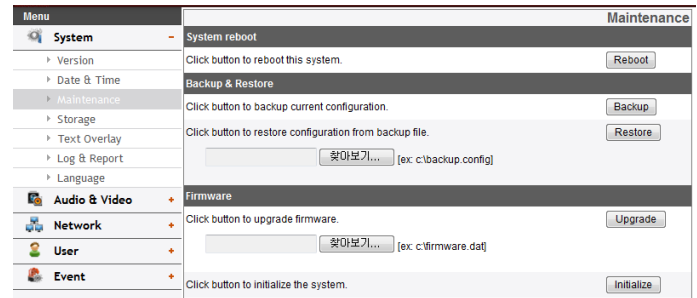 Menu
Maintenance
System
System reboot
Version
Click button to reboot this system.
Reboot
Date & Time
Backup & Restore
Maintenance
Click button to backup current configuration.
Backup
Storage
Text Overlay
Click button to restore configuration from backup file.
Restore
Log & Report
찾아보기... [ex: c:\backup.config]
Language
Audio & Video
Firmware
Network
Click button to upgrade firmware.
Upgrade
User
찾아보기... [ex: c:\firmware.dat]
Event
Click button to initialize the system.
Initialize